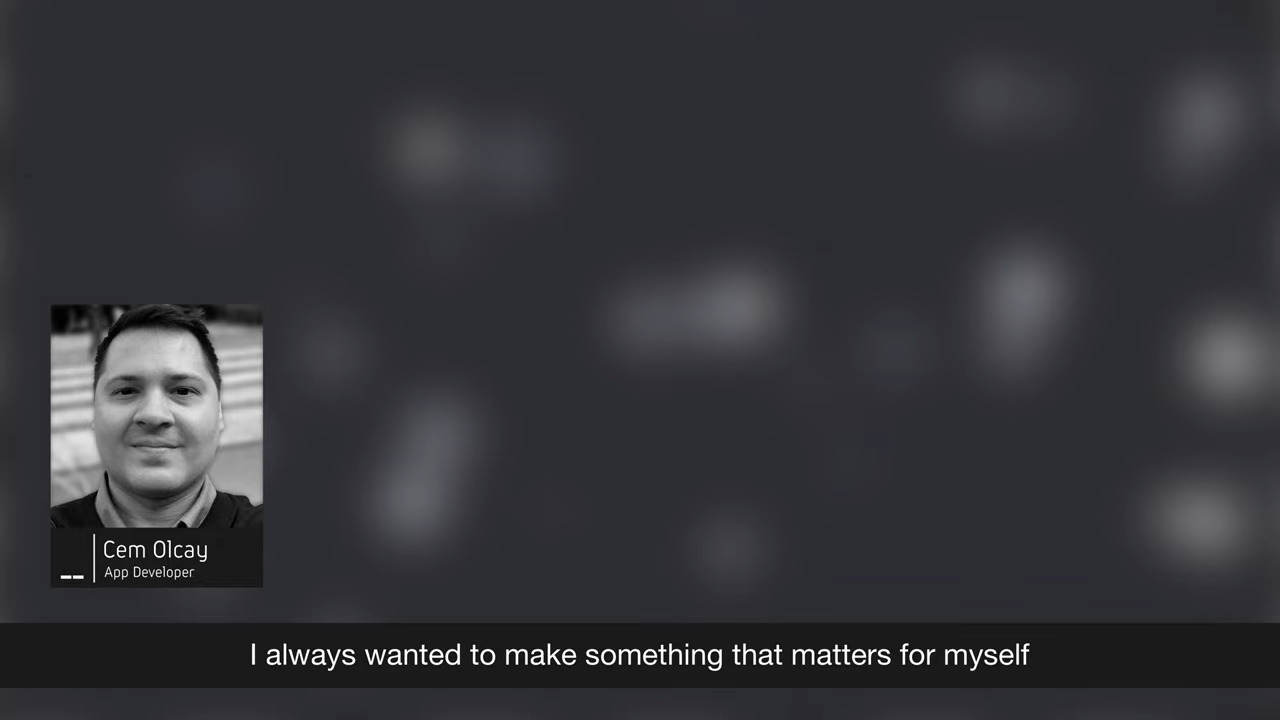 Cem Olcay
App Developer
I always wanted to make something that matters for myself